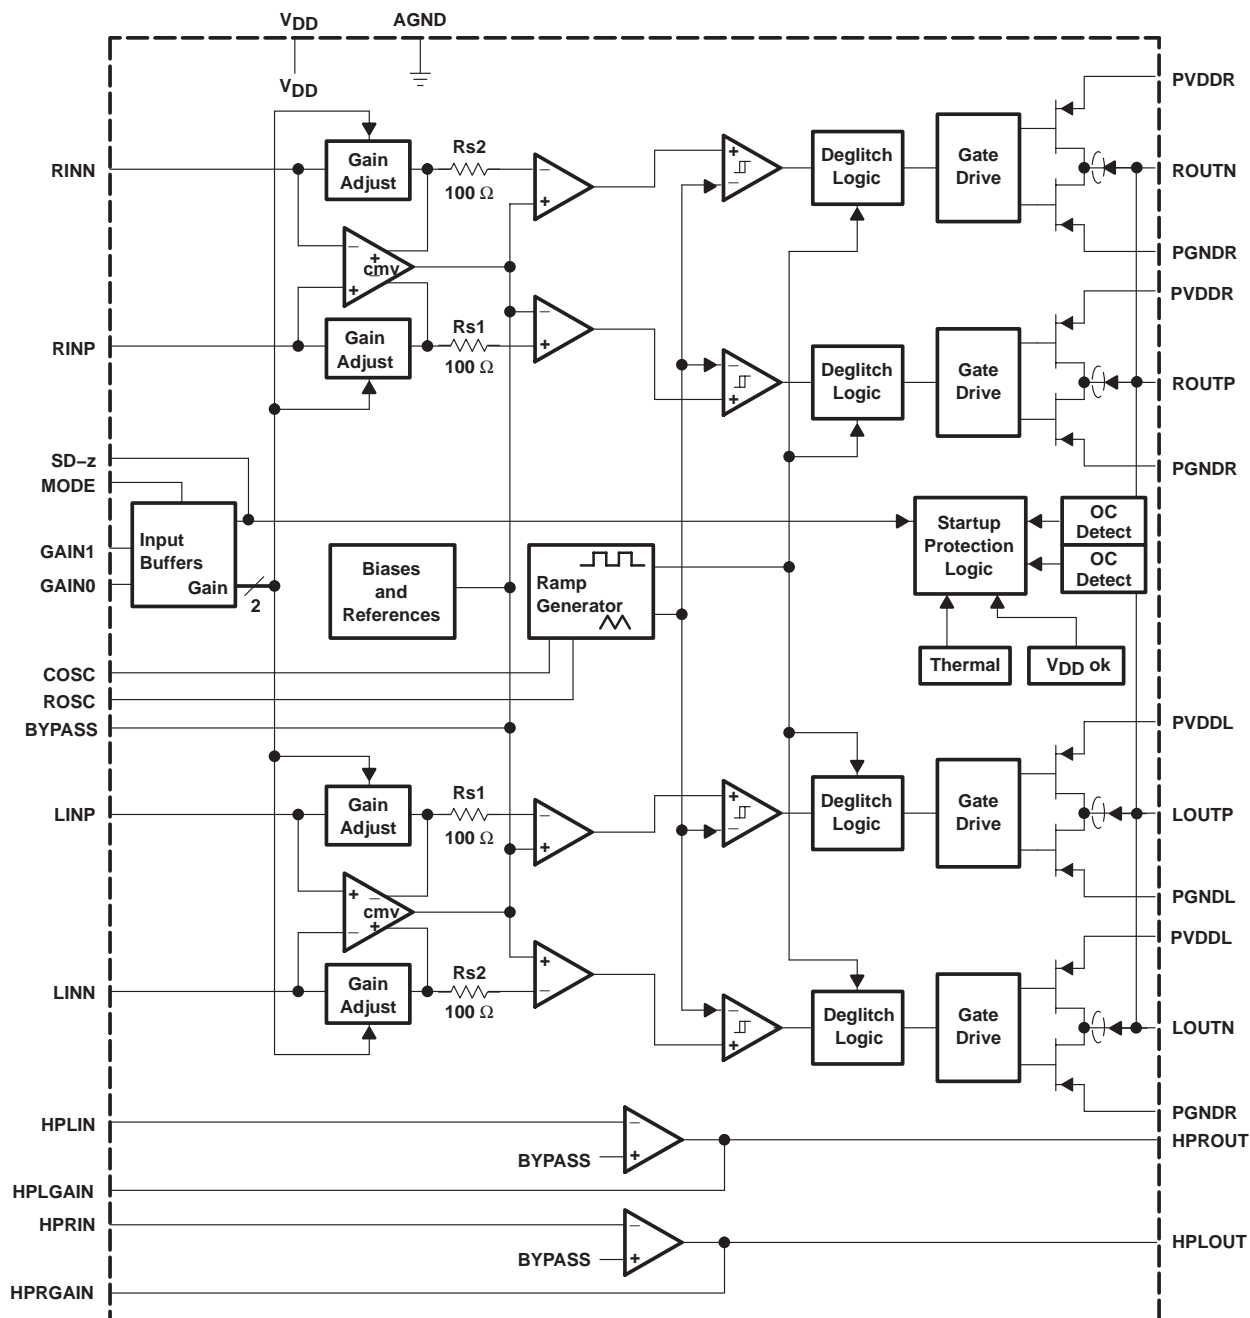 VDD
AGND
VDD
PVDDR
Rs2
RINN
Gain
Adjust
100 Ω
−
+
+
−
Deglitch
Logic
Gate
Drive
ROUTN
−
+
cmv
−
+
PGNDR
PVDDR
RINP
Gain
Adjust
Rs1
100 Ω
−
+
−
+
Deglitch
Logic
Gate
Drive
ROUTP
SD−z
MODE
PGNDR
GAIN1
GAIN0
Input
Buffers
Gain
2
Biases
and
References
Ramp
Generator
Startup
Protection
Logic
OC
Detect
OC
Detect
Thermal
VDD ok
COSC
ROSC
BYPASS
PVDDL
LINP
Gain
Adjust
Rs1
100 Ω
−
+
+
−
Deglitch
Logic
Gate
Drive
LOUTP
+
−
cmv
+
−
PGNDL
PVDDL
LINN
Gain
Adjust
Rs2
100 Ω
+
−
−
+
Deglitch
Logic
Gate
Drive
LOUTN
PGNDR
HPLIN
−
BYPASS
+
HPROUT
HPLGAIN
HPRIN
−
BYPASS
+
HPLOUT
HPRGAIN